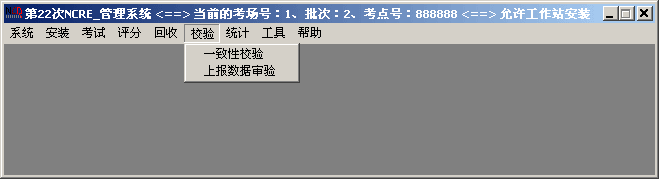 第22次NCRE_管理系统 <==> 当前的考场号：1、批次：2、考点号：888888 <==> 允许工作站安装
系统 安装 考试 评分 回收 校验 统计 工具 帮助
一致性校验
上报数据审验